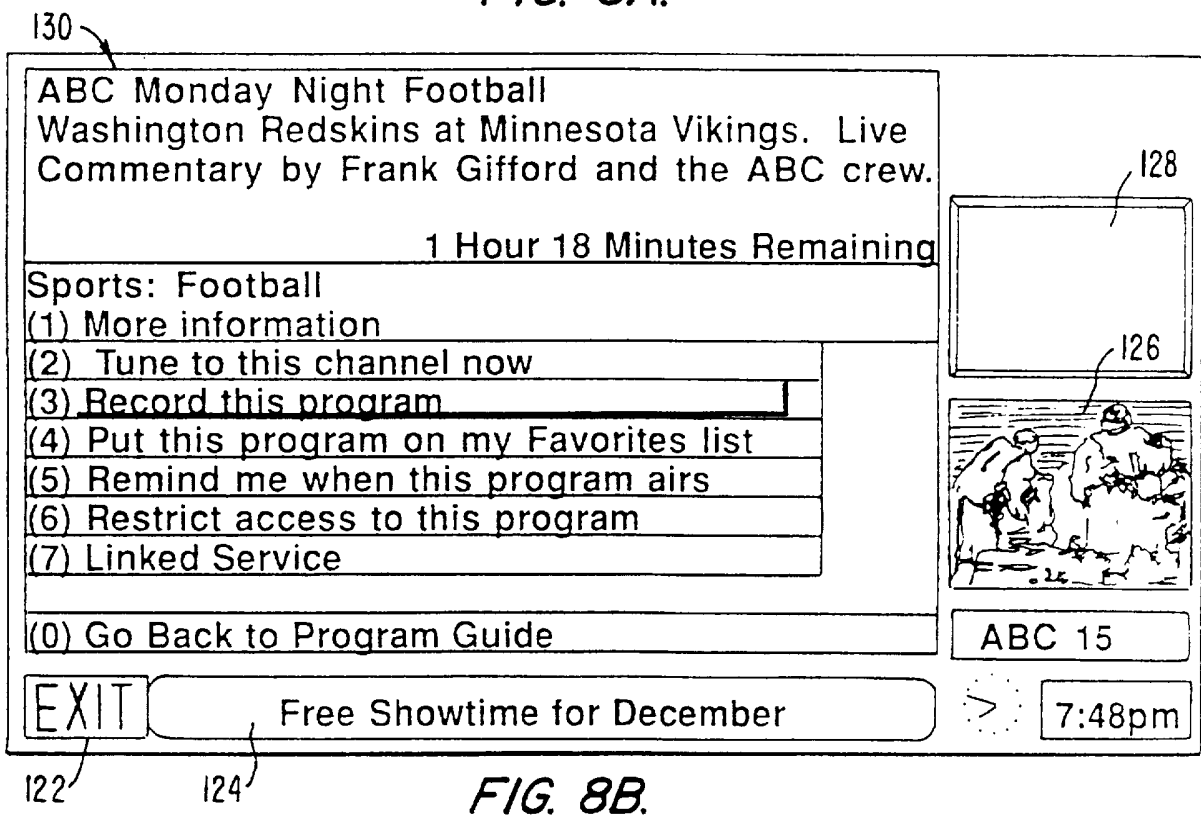 130
ABC Monday Night Football
Washington Redskins at Minnesota Vikings. Live
Commentary by Frank Gifford and the ABC crew.
1 Hour 18 Minutes Remaining
Sports: Football
(1) More information
(2) Tune to this channel now
(3) Record this program
(4) Put this program on my Favorites list
(5) Remind me when this program airs
(6) Restrict access to this program
(7) Linked Service
(0) Go Back to Program Guide
128
126
ABC 15
EXIT
Free Showtime for December
7:48pm
122
124
FIG. 8B.